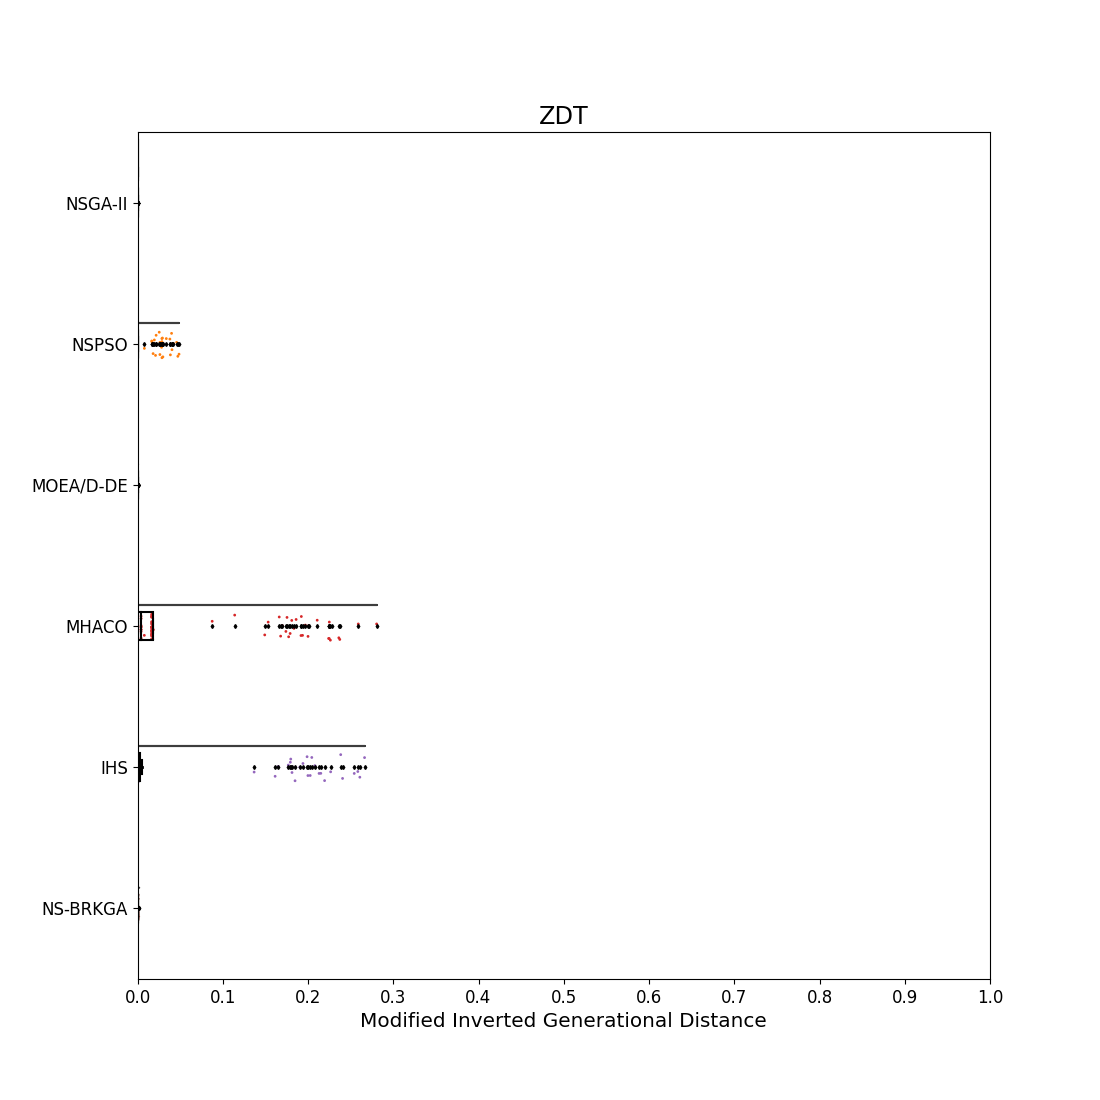 ZDT
NSGA-II
NSPSO
MOEA/D-DE
MHACO
IHS
NS-BRKGA
0.0 0.1 0.2 0.3 0.4 0.5 0.6 0.7 0.8 0.9 1.0
Modified Inverted Generational Distance